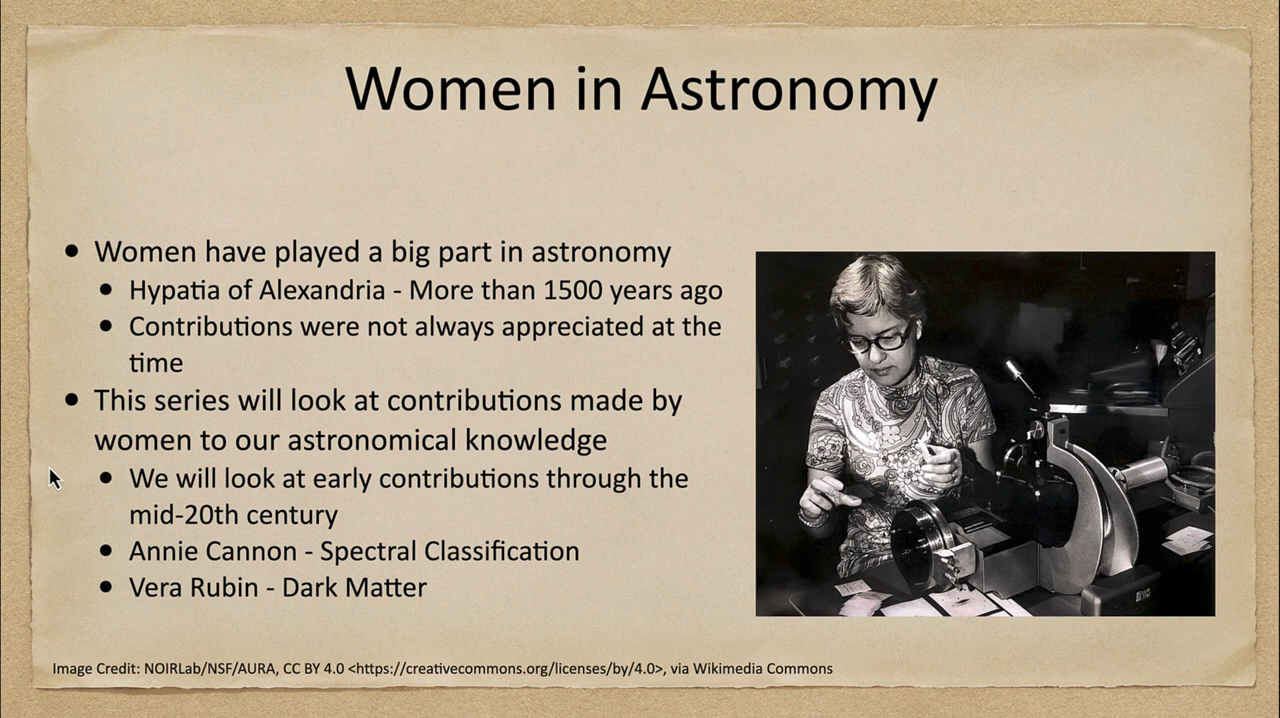 Women in Astronomy
• Women have played a big part in astronomy
• Hypatia of Alexandria - More than 1500 years ago
• Contributions were not always appreciated at the
time
• This series will look at contributions made by
women to our astronomical knowledge
• We will look at early contributions through the
mid-20th century
• Annie Cannon - Spectral Classification
• Vera Rubin - Dark Matter
Image Credit: NOIRLab/NSF/AURA, CC BY 4.0 <https://creativecommons.org/licenses/by/4.0>, via Wikimedia Commons